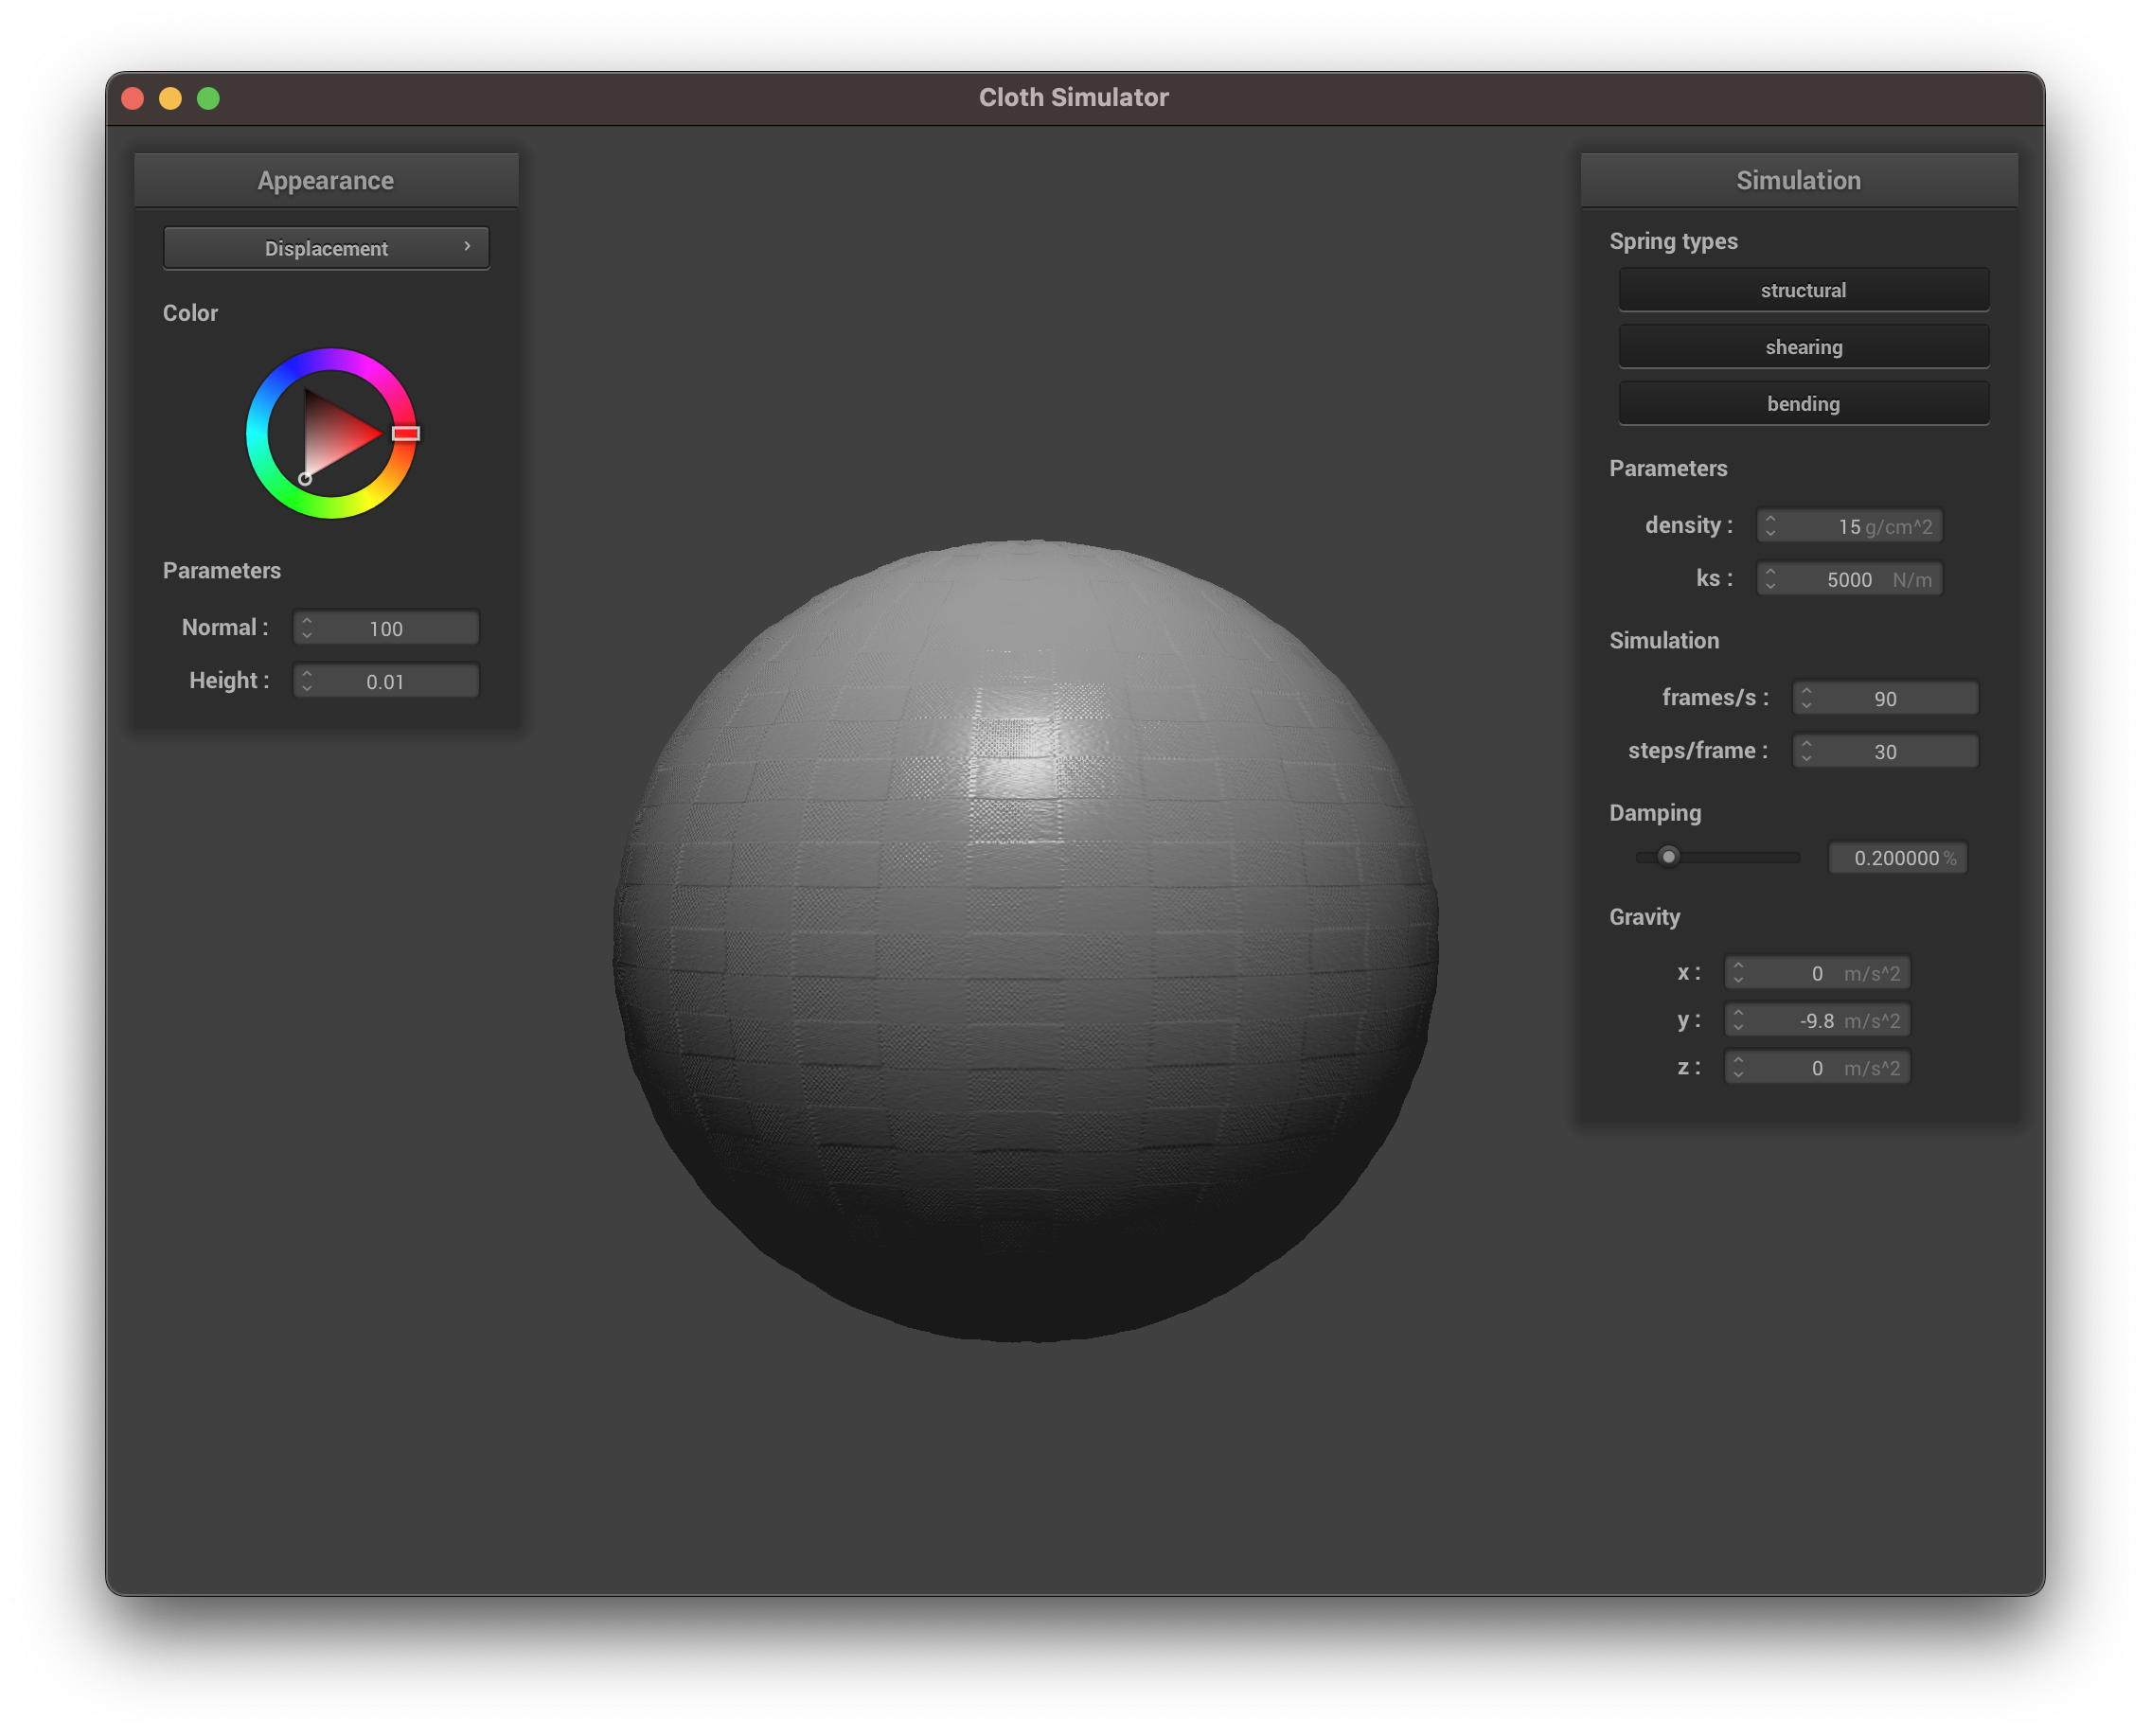 Cloth Simulator
Appearance
Displacement
Color
Parameters
Normal : 100
Height : 0.01
Simulation
Spring types
structural
shearing
bending
Parameters
density : 15 g/cm^2
ks : 5000 N/m
Simulation
frames/s : 90
steps/frame : 30
Damping
0.200000 %
Gravity
x : 0 m/s^2
y : -9.8 m/s^2
z : 0 m/s^2